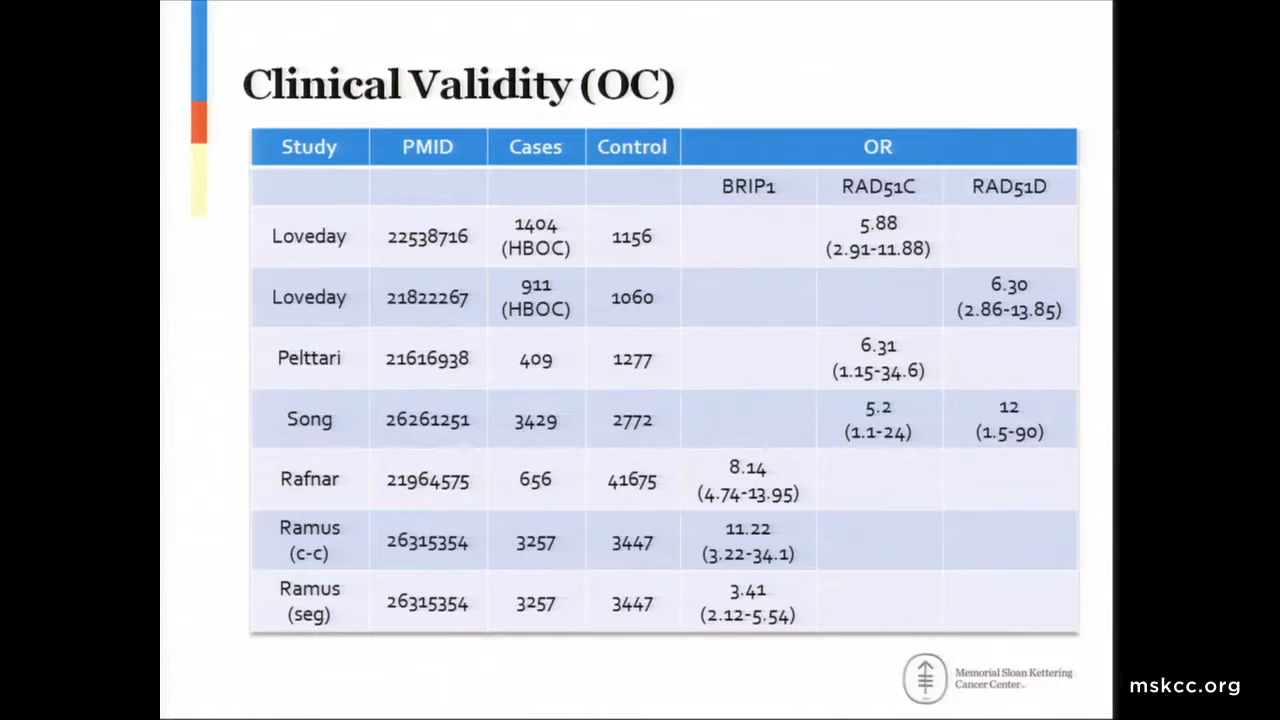 Clinical Validity (OC)
Study PMID Cases Control OR
BRIP1 RAD51C RAD51D
Loveday 22538716 1404 (HBOC) 1156 5.88 (2.91-11.88)
Loveday 21822267 911 (HBOC) 1060 6.30 (2.86-13.85)
Pelttari 21616938 409 1277 6.31 (1.15-34.6)
Song 26261251 3429 2772 5.2 (1.1-24) 12 (1.5-90)
Rafnar 21964575 656 41675 8.14 (4.74-13.95)
Ramus (c-c) 26315354 3257 3447 11.22 (3.22-34.1)
Ramus (seg) 26315354 3257 3447 3.41 (2.12-5.54)
Memorial Sloan Kettering
Cancer Center
mskcc.org